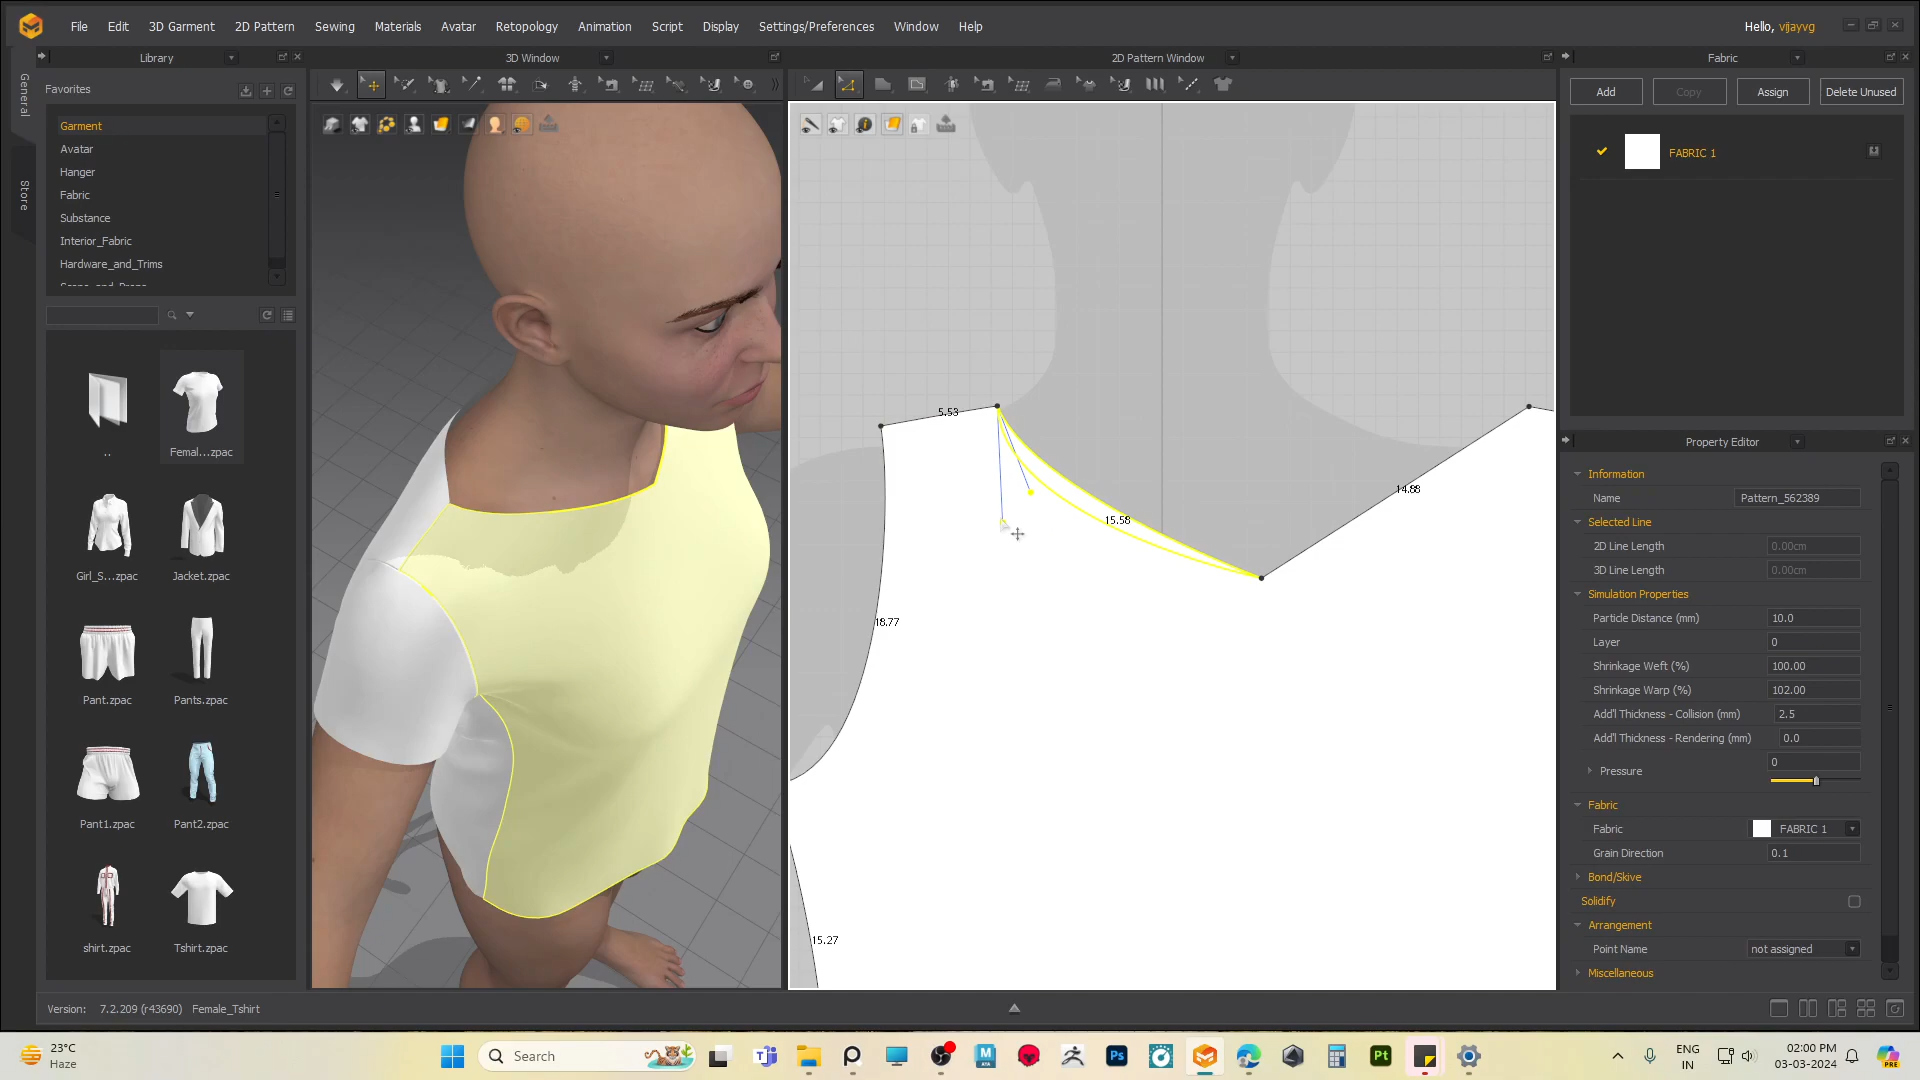 File Edit 3D Garment 2D Pattern Sewing Materials Avatar Retopology Animation Script Display Settings/Preferences Window Help
Hello, vijayvg
Library
3D Window
2D Pattern Window
Fabric
General
Store
Favorites
Garment
Avatar
Hanger
Fabric
Substance
Interior_Fabric
Hardware_and_Trims
Scene_and_Props
..
Femal...zpac
Girl_S...zpac
Jacket.zpac
Pant.zpac
Pants.zpac
Pant1.zpac
Pant2.zpac
shirt.zpac
Tshirt.zpac
5.53
14.88
15.58
18.77
15.27
Add Copy Assign Delete Unused
FABRIC 1
Property Editor
Information
Name Pattern_562389
Selected Line
2D Line Length 0.00cm
3D Line Length 0.00cm
Simulation Properties
Particle Distance (mm) 10.0
Layer 0
Shrinkage Weft (%) 100.00
Shrinkage Warp (%) 102.00
Add'l Thickness - Collision (mm) 2.5
Add'l Thickness - Rendering (mm) 0.0
Pressure 0
Fabric
Fabric FABRIC 1
Grain Direction 0.1
Bond/Skive
Solidify
Arrangement
Point Name not assigned
Miscellaneous
Version: 7.2.209 (r43690) Female_Tshirt
23°C
Haze
Search
Ps
Pt
ENG
IN
02:00 PM
03-03-2024
PRE